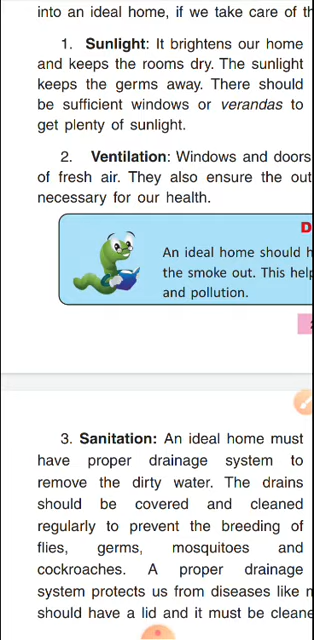 into an ideal home, if we take care of
1. Sunlight: It brightens our home
and keeps the rooms dry. The sunlight
keeps the germs away. There should
be sufficient windows or verandas to
get plenty of sunlight.
2. Ventilation: Windows and doors
of fresh air. They also ensure the out
necessary for our health.
D
An ideal home should
the smoke out. This help
and pollution.
3. Sanitation: An ideal home must
have proper drainage system to
remove the dirty water. The drains
should be covered and cleaned
regularly to prevent the breeding of
flies, germs, mosquitoes and
cockroaches. A proper drainage
system protects us from diseases like
should have a lid and it must be cleane